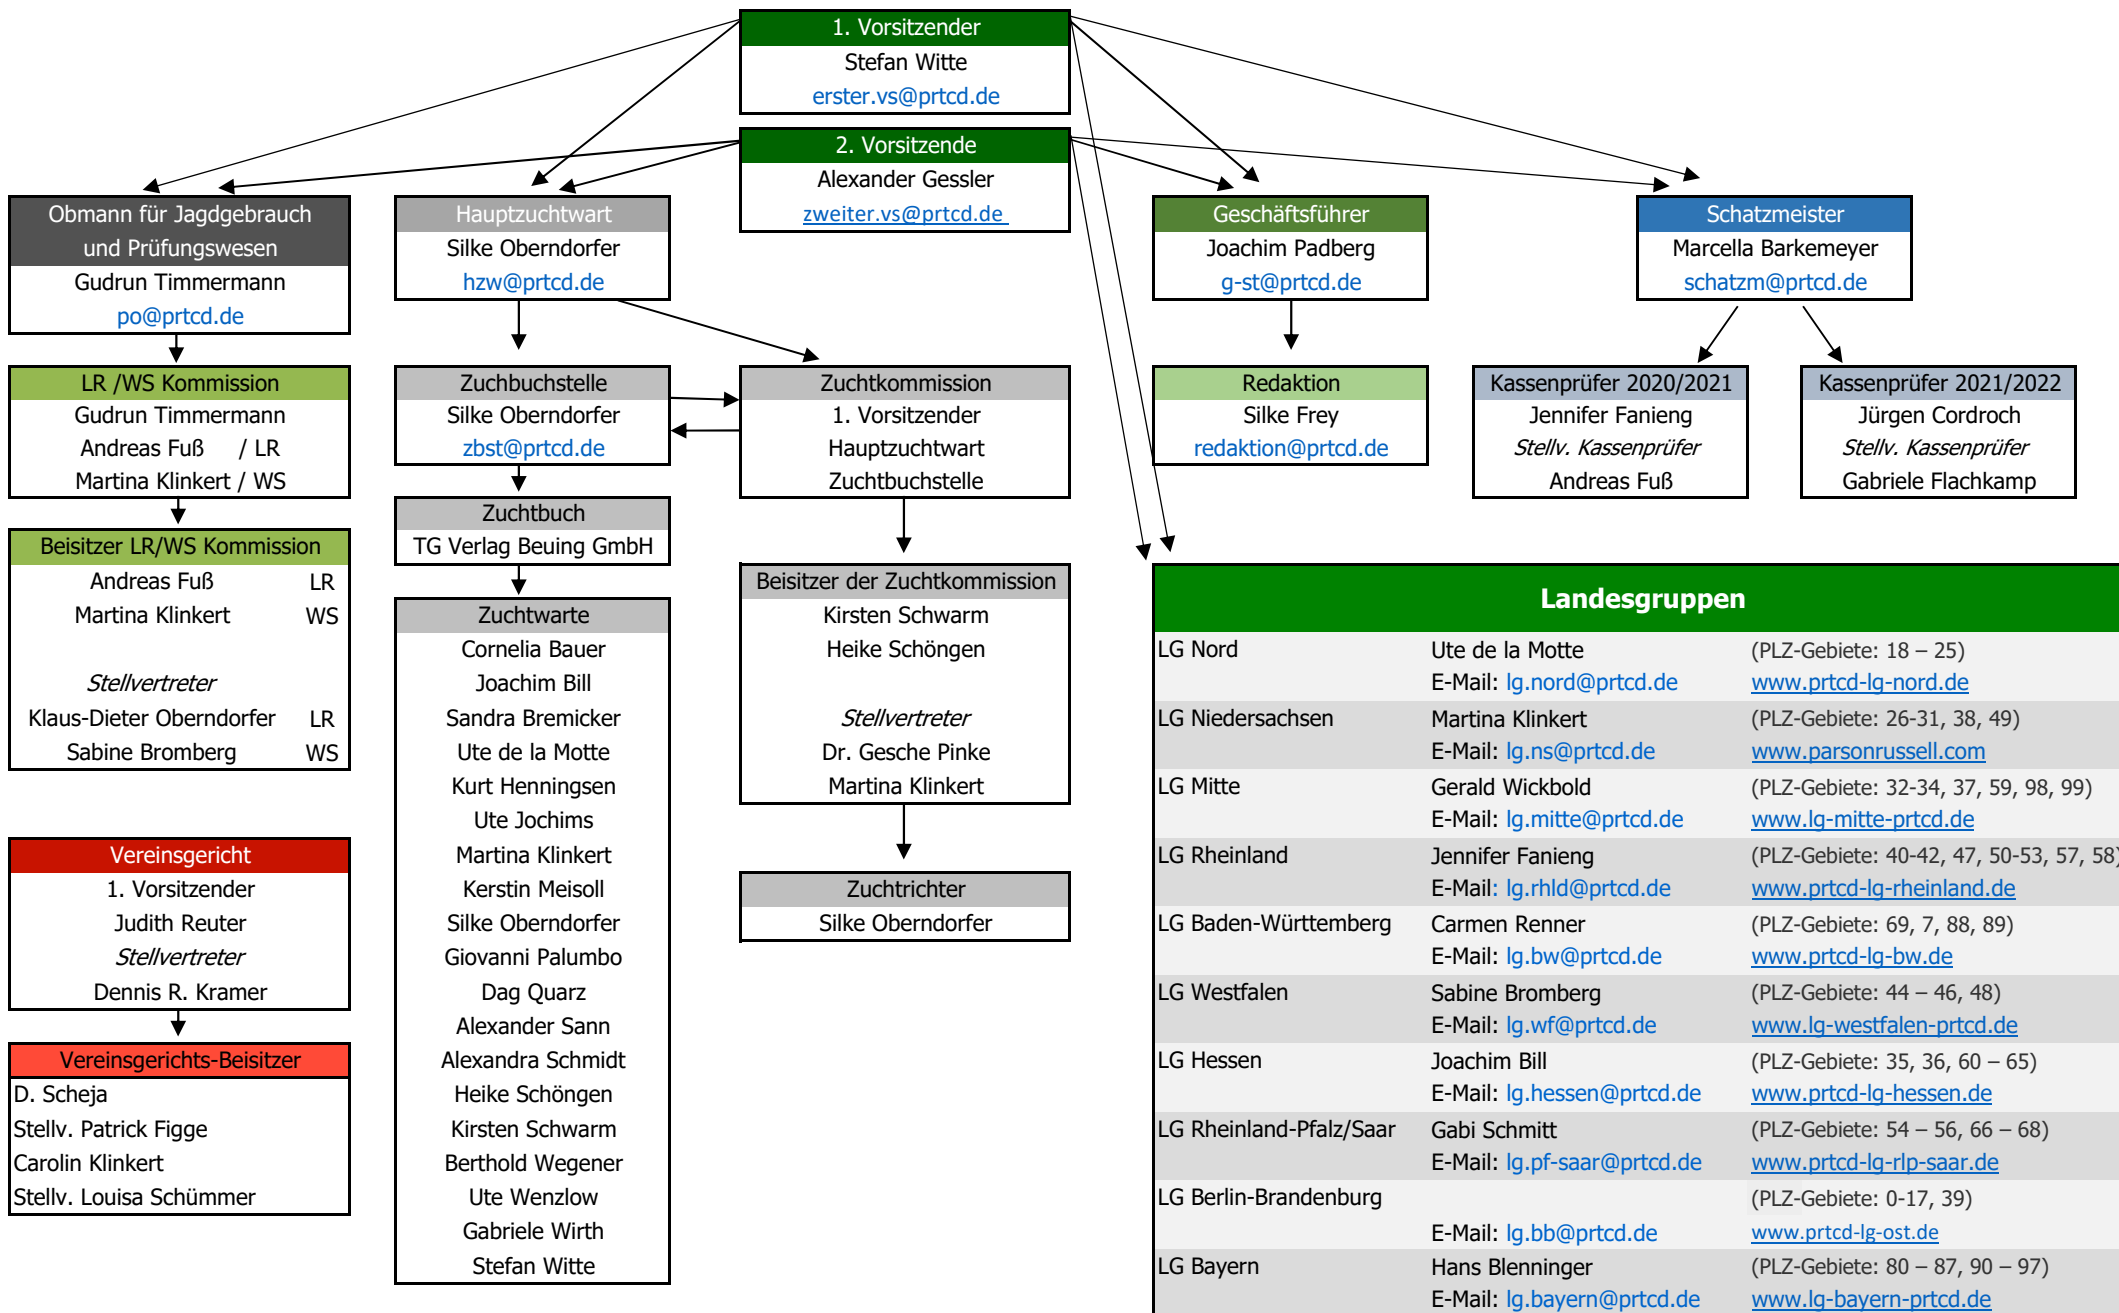 1. Vorsitzender
Stefan Witte
erster.vs@prtcd.de
2. Vorsitzende
Alexander Gessler
zweiter.vs@prtcd.de
Obmann für Jagdgebrauch
und Prüfungswesen
Gudrun Timmermann
po@prtcd.de
Hauptzuchtwart
Silke Oberndorfer
hzw@prtcd.de
Geschäftsführer
Joachim Padberg
g-st@prtcd.de
Schatzmeister
Marcella Barkemeyer
schatzm@prtcd.de
LR /WS Kommission
Gudrun Timmermann
Andreas Fuß / LR
Martina Klinkert / WS
Zuchbuchstelle
Silke Oberndorfer
zbst@prtcd.de
Zuchtkommission
1. Vorsitzender
Hauptzuchtwart
Zuchtbuchstelle
Redaktion
Silke Frey
redaktion@prtcd.de
Kassenprüfer 2020/2021
Jennifer Fanieng
Stellv. Kassenprüfer
Andreas Fuß
Kassenprüfer 2021/2022
Jürgen Cordroch
Stellv. Kassenprüfer
Gabriele Flachkamp
Beisitzer LR/WS Kommission
Andreas Fuß LR
Martina Klinkert WS
Stellvertreter
Klaus-Dieter Oberndorfer LR
Sabine Bromberg WS
Zuchtbuch
TG Verlag Beuing GmbH
Zuchtwarte
Cornelia Bauer
Joachim Bill
Sandra Bremicker
Ute de la Motte
Kurt Henningsen
Ute Jochims
Martina Klinkert
Kerstin Meisoll
Silke Oberndorfer
Giovanni Palumbo
Dag Quarz
Alexander Sann
Alexandra Schmidt
Heike Schöngen
Kirsten Schwarm
Berthold Wegener
Ute Wenzlow
Gabriele Wirth
Stefan Witte
Beisitzer der Zuchtkommission
Kirsten Schwarm
Heike Schöngen
Stellvertreter
Dr. Gesche Pinke
Martina Klinkert
Zuchtrichter
Silke Oberndorfer
Vereinsgericht
1. Vorsitzender
Judith Reuter
Stellvertreter
Dennis R. Kramer
Vereinsgerichts-Beisitzer
D. Scheja
Stellv. Patrick Figge
Carolin Klinkert
Stellv. Louisa Schümmer
Landesgruppen
LG Nord Ute de la Motte (PLZ-Gebiete: 18 – 25)
E-Mail: lg.nord@prtcd.de www.prtcd-lg-nord.de
LG Niedersachsen Martina Klinkert (PLZ-Gebiete: 26-31, 38, 49)
E-Mail: lg.ns@prtcd.de www.parsonrussell.com
LG Mitte Gerald Wickbold (PLZ-Gebiete: 32-34, 37, 59, 98, 99)
E-Mail: lg.mitte@prtcd.de www.lg-mitte-prtcd.de
LG Rheinland Jennifer Fanieng (PLZ-Gebiete: 40-42, 47, 50-53, 57, 58)
E-Mail: lg.rhld@prtcd.de www.prtcd-lg-rheinland.de
LG Baden-Württemberg Carmen Renner (PLZ-Gebiete: 69, 7, 88, 89)
E-Mail: lg.bw@prtcd.de www.prtcd-lg-bw.de
LG Westfalen Sabine Bromberg (PLZ-Gebiete: 44 – 46, 48)
E-Mail: lg.wf@prtcd.de www.lg-westfalen-prtcd.de
LG Hessen Joachim Bill (PLZ-Gebiete: 35, 36, 60 – 65)
E-Mail: lg.hessen@prtcd.de www.prtcd-lg-hessen.de
LG Rheinland-Pfalz/Saar Gabi Schmitt (PLZ-Gebiete: 54 – 56, 66 – 68)
E-Mail: lg.pf-saar@prtcd.de www.prtcd-lg-rlp-saar.de
LG Berlin-Brandenburg (PLZ-Gebiete: 0-17, 39)
E-Mail: lg.bb@prtcd.de www.prtcd-lg-ost.de
LG Bayern Hans Blenninger (PLZ-Gebiete: 80 – 87, 90 – 97)
E-Mail: lg.bayern@prtcd.de www.lg-bayern-prtcd.de